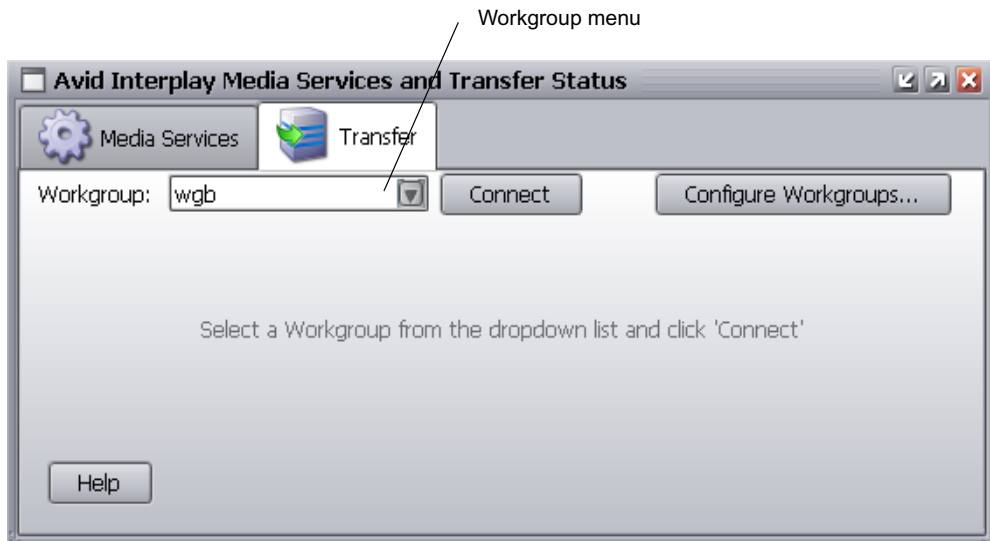 Workgroup menu
Avid Interplay Media Services and Transfer Status
Media Services
Transfer
Workgroup: wgb Connect Configure Workgroups...
Select a Workgroup from the dropdown list and click 'Connect'
Help